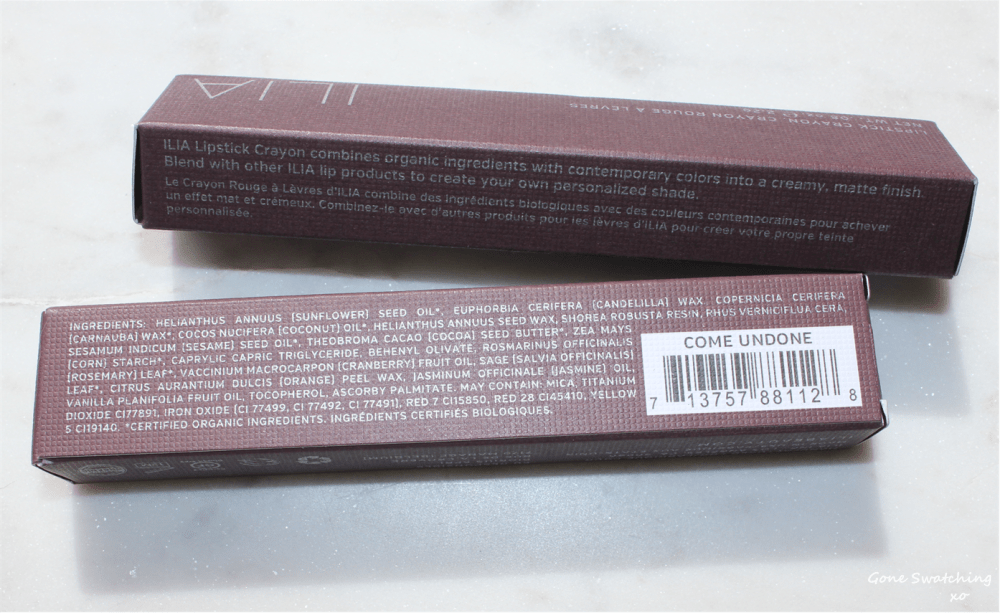 ILIA
LIPSTICK CRAYON CRAYON ROUGE À LÈVRES
ILIA Lipstick Crayon combines organic ingredients with contemporary colors into a creamy, matte finish.
Blend with other ILIA lip products to create your own personalized shade.
Le Crayon Rouge à Lèvres d'ILIA combine des ingrédients biologiques avec des couleurs contemporaines pour achever
un effet mat et crémeux. Combinez-le avec d'autres produits pour les lèvres d'ILIA pour créer votre propre teinte
personnalisée.
INGREDIENTS: HELIANTHUS ANNUUS (SUNFLOWER) SEED OIL*, EUPHORBIA CERIFERA (CANDELILLA) WAX, COPERNICIA CERIFERA
(CARNAUBA) WAX*, COCOS NUCIFERA (COCONUT) OIL*, HELIANTHUS ANNUUS SEED WAX, SHOREA ROBUSTA RESIN, RHUS VERNICIFLUA CERA,
SESAMUM INDICUM (SESAME) SEED OIL*, THEOBROMA CACAO (COCOA) SEED BUTTER*, ZEA MAYS
(CORN) STARCH*, CAPRYLIC CAPRIC TRIGLYCERIDE, BEHENYL OLIVATE, ROSMARINUS OFFICINALIS
(ROSEMARY) LEAF*, VACCINIUM MACROCARPON (CRANBERRY) FRUIT OIL, SAGE (SALVIA OFFICINALIS)
LEAF*, CITRUS AURANTIUM DULCIS (ORANGE) PEEL WAX, JASMINUM OFFICINALE (JASMINE) OIL,
VANILLA PLANIFOLIA FRUIT OIL, TOCOPHEROL, ASCORBY PALMITATE. MAY CONTAIN: MICA, TITANIUM
DIOXIDE CI77891, IRON OXIDE (CI 77499, CI 77492, CI 77491), RED 7 CI15850, RED 28 CI45410, YELLOW
5 CI19140. *CERTIFIED ORGANIC INGREDIENTS. INGRÉDIENTS CERTIFIÉS BIOLOGIQUES.
COME UNDONE
7 13757 88112 8
Gone Swatching
xo